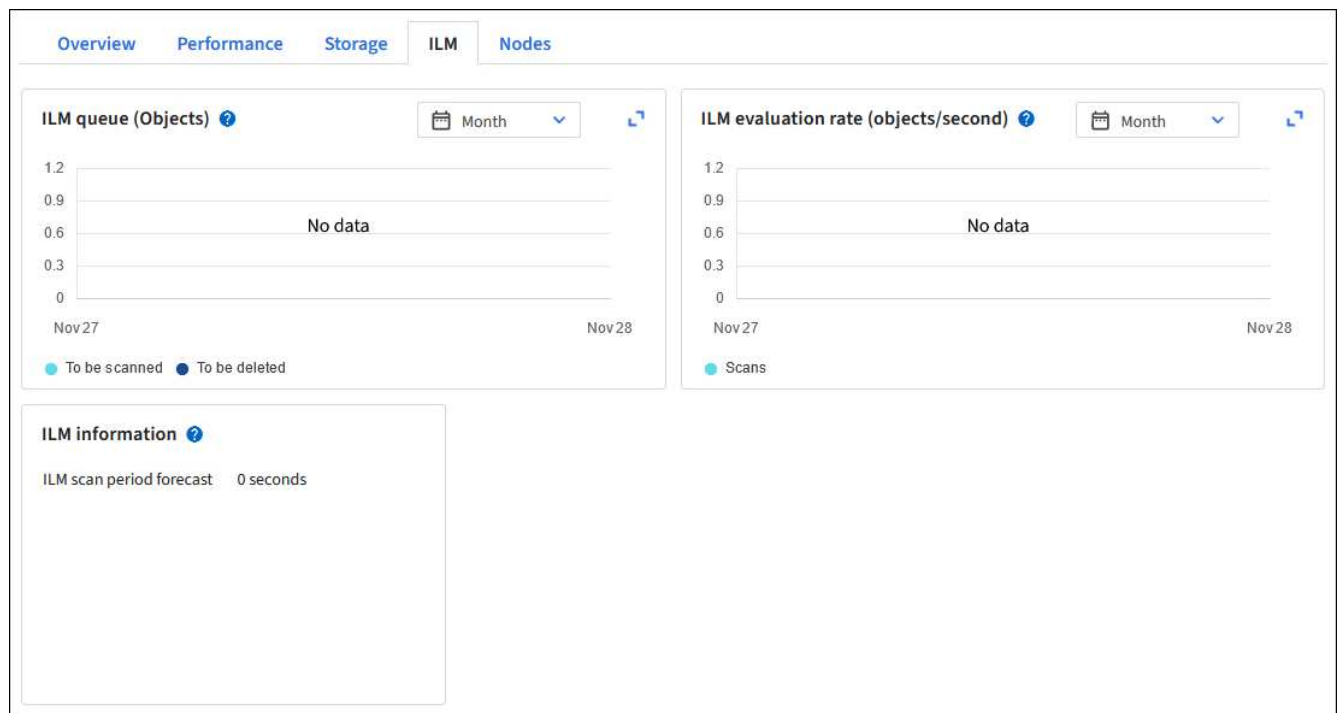 Overview Performance Storage ILM Nodes
ILM queue (Objects) ? Month
1.2
0.9
0.6
0.3
0
No data
Nov 27 Nov 28
To be scanned To be deleted
ILM evaluation rate (objects/second) ? Month
1.2
0.9
0.6
0.3
0
No data
Nov 27 Nov 28
Scans
ILM information ?
ILM scan period forecast 0 seconds